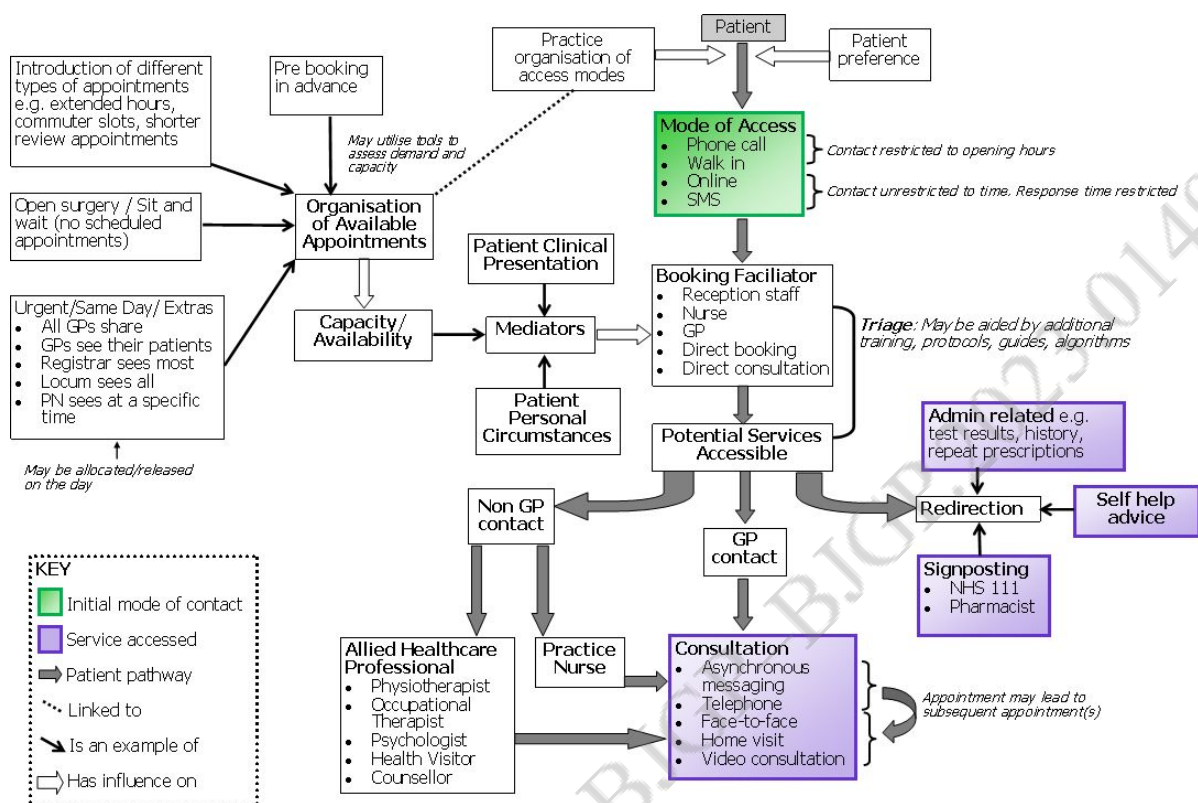 Patient
Practice
organisation of
access modes
Patient
preference
Introduction of different
types of appointments
e.g. extended hours,
commuter slots, shorter
review appointments
Pre booking
in advance
May utilise tools to
assess demand and
capacity
Mode of Access
• Phone call
• Walk in
• Online
• SMS
Contact restricted to opening hours
Contact unrestricted to time. Response time restricted
Open surgery / Sit and
wait (no scheduled
appointments)
Organisation
of Available
Appointments
Patient Clinical
Presentation
Booking Faciliator
• Reception staff
• Nurse
• GP
• Direct booking
• Direct consultation
Urgent/Same Day/ Extras
• All GPs share
• GPs see their patients
• Registrar sees most
• Locum sees all
• PN sees at a specific
time
Capacity/
Availability
Mediators
Triage: May be aided by additional
training, protocols, guides, algorithms
Patient
Personal
Circumstances
May be allocated/released
on the day
Potential Services
Accessible
Admin related e.g.
test results, history,
repeat prescriptions
Non GP
contact
GP
contact
Redirection
Self help
advice
Signposting
• NHS 111
• Pharmacist
KEY
Initial mode of contact
Service accessed
Patient pathway
Linked to
Is an example of
Has influence on
Allied Healthcare
Professional
• Physiotherapist
• Occupational
Therapist
• Psychologist
• Health Visitor
• Counsellor
Practice
Nurse
Consultation
• Asynchronous
messaging
• Telephone
• Face-to-face
• Home visit
• Video consultation
Appointment may lead to
subsequent appointment(s)